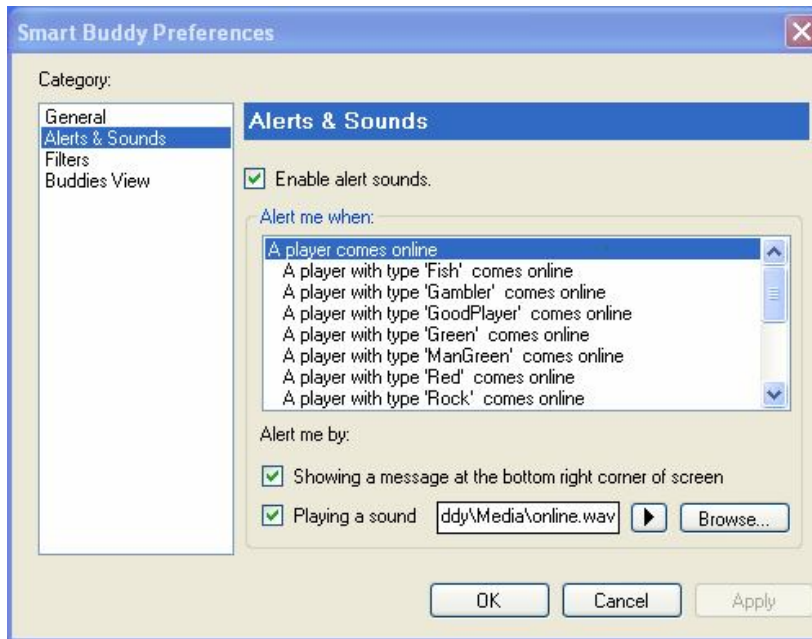 Smart Buddy Preferences
Category:
General
Alerts & Sounds
Filters
Buddies View
Alerts & Sounds
Enable alert sounds.
Alert me when:
A player comes online
A player with type 'Fish' comes online
A player with type 'Gambler' comes online
A player with type 'GoodPlayer' comes online
A player with type 'Green' comes online
A player with type 'ManGreen' comes online
A player with type 'Red' comes online
A player with type 'Rock' comes online
Alert me by:
Showing a message at the bottom right corner of screen
Playing a sound ddy\Media\online.wav Browse...
OK Cancel Apply